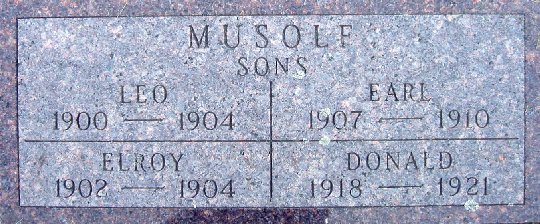 MUSOLF
SONS
LEO EARL
1900 — 1904 1907 — 1910
ELROY DONALD
1902 — 1904 1918 — 1921